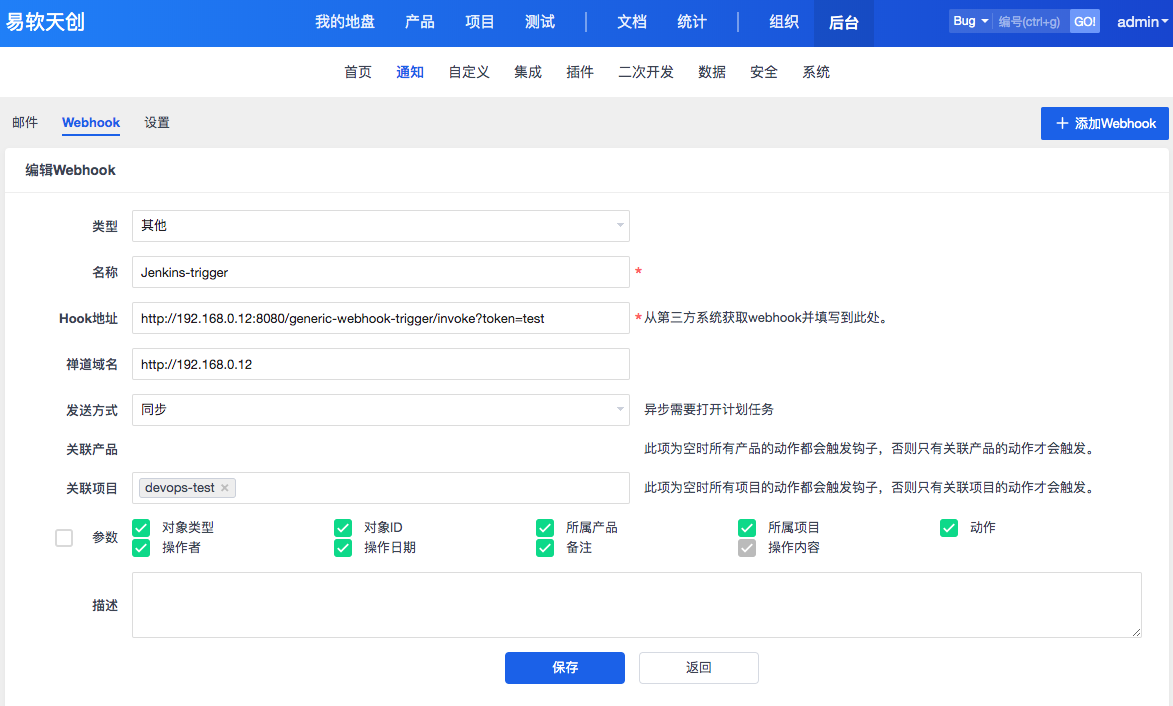 易软天创 我的地盘 产品 项目 测试 文档 统计 组织 后台 Bug 编号(ctrl+g) GO! admin
首页 通知 自定义 集成 插件 二次开发 数据 安全 系统
邮件 Webhook 设置 添加Webhook
编辑Webhook
类型 其他
名称 Jenkins-trigger *
Hook地址 http://192.168.0.12:8080/generic-webhook-trigger/invoke?token=test *从第三方系统获取webhook并填写到此处。
禅道域名 http://192.168.0.12
发送方式 同步 异步需要打开计划任务
关联产品 此项为空时所有产品的动作都会触发钩子，否则只有关联产品的动作才会触发。
关联项目 devops-test × 此项为空时所有项目的动作都会触发钩子，否则只有关联项目的动作才会触发。
参数 对象类型 对象ID 所属产品 所属项目 动作
操作者 操作日期 备注 操作内容
描述
保存 返回